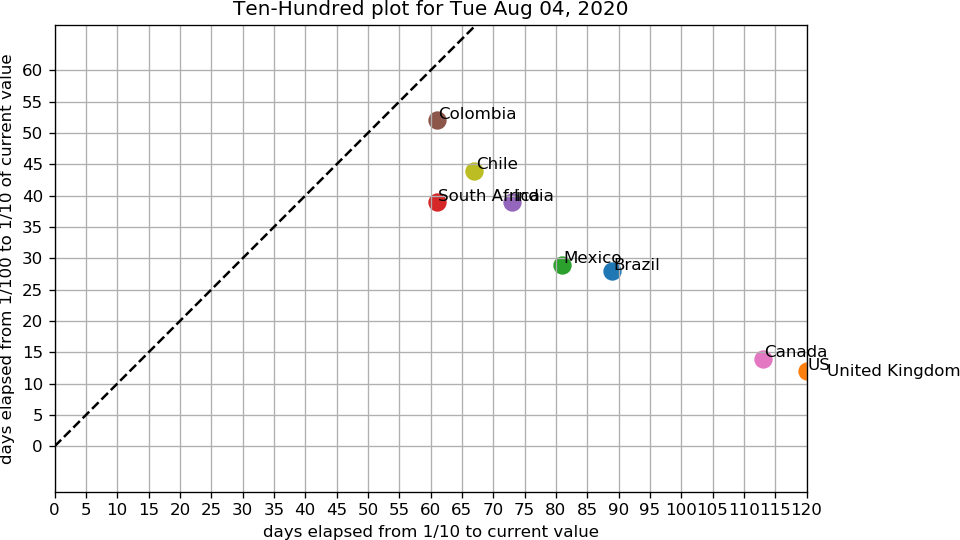 Ten-Hundred plot for Tue Aug 04, 2020
days elapsed from 1/100 to 1/10 of current value
60
55
50
45
40
35
30
25
20
15
10
5
0
Colombia
Chile
South Africa
India
Mexico
Brazil
Canada
US
United Kingdom
0 5 10 15 20 25 30 35 40 45 50 55 60 65 70 75 80 85 90 95 100 105 110 115 120
days elapsed from 1/10 to current value